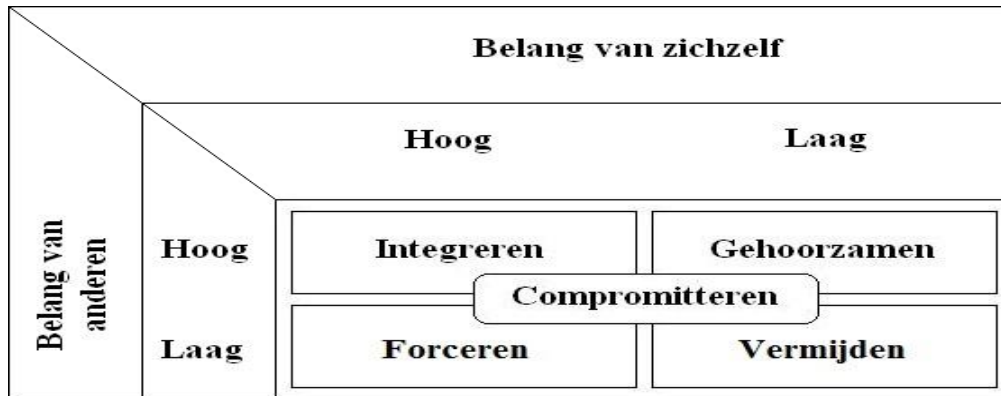 Belang van zichzelf
Hoog Laag
Belang van
anderen
Hoog Integreren Gehoorzamen
Compromitteren
Laag Forceren Vermijden